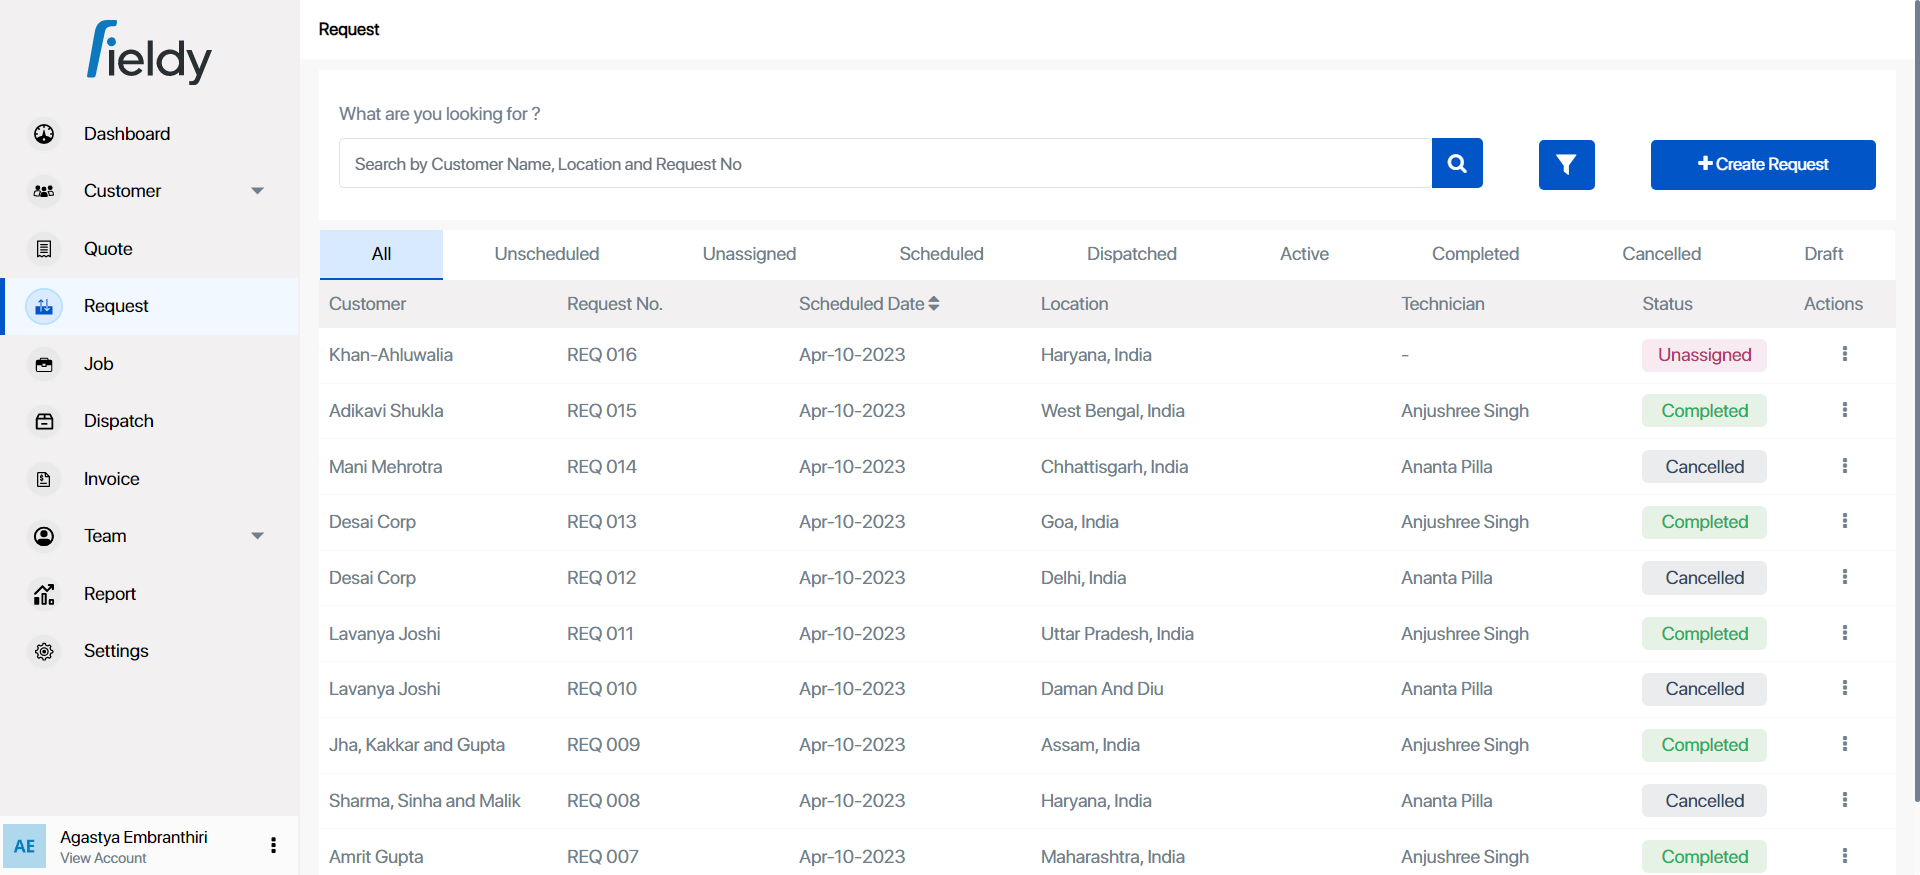 fieldy
Dashboard
Customer
Quote
Request
Job
Dispatch
Invoice
Team
Report
Settings
AE
Agastya Embranthiri
View Account
Request
What are you looking for ?
Search by Customer Name, Location and Request No
Create Request
All Unscheduled Unassigned Scheduled Dispatched Active Completed Cancelled Draft
Customer Request No. Scheduled Date Location Technician Status Actions
Khan-Ahluwalia REQ 016 Apr-10-2023 Haryana, India - Unassigned
Adikavi Shukla REQ 015 Apr-10-2023 West Bengal, India Anjushree Singh Completed
Mani Mehrotra REQ 014 Apr-10-2023 Chhattisgarh, India Ananta Pilla Cancelled
Desai Corp REQ 013 Apr-10-2023 Goa, India Anjushree Singh Completed
Desai Corp REQ 012 Apr-10-2023 Delhi, India Ananta Pilla Cancelled
Lavanya Joshi REQ 011 Apr-10-2023 Uttar Pradesh, India Anjushree Singh Completed
Lavanya Joshi REQ 010 Apr-10-2023 Daman And Diu Ananta Pilla Cancelled
Jha, Kakkar and Gupta REQ 009 Apr-10-2023 Assam, India Anjushree Singh Completed
Sharma, Sinha and Malik REQ 008 Apr-10-2023 Haryana, India Ananta Pilla Cancelled
Amrit Gupta REQ 007 Apr-10-2023 Maharashtra, India Anjushree Singh Completed